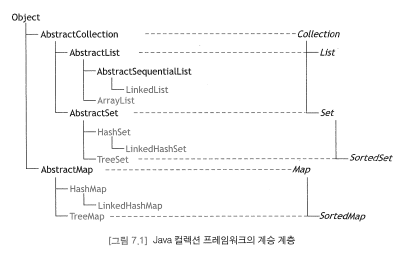 Object
AbstractCollection Collection
AbstractList List
AbstractSequentialList
LinkedList
ArrayList
AbstractSet Set
HashSet
LinkedHashSet
TreeSet SortedSet
AbstractMap Map
HashMap
LinkedHashMap
TreeMap SortedMap
[그림 7.1] Java 컬렉션 프레임워크의 계승 계층